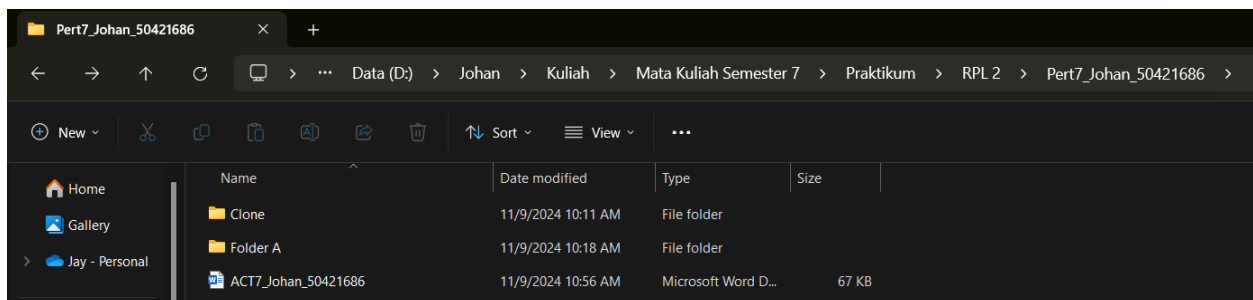 Pert7_Johan_50421686
Data (D:) > Johan > Kuliah > Mata Kuliah Semester 7 > Praktikum > RPL 2 > Pert7_Johan_50421686 >
New Sort View
Name Date modified Type Size
Home
Gallery
Jay - Personal
Clone 11/9/2024 10:11 AM File folder
Folder A 11/9/2024 10:18 AM File folder
ACT7_Johan_50421686 11/9/2024 10:56 AM Microsoft Word D... 67 KB